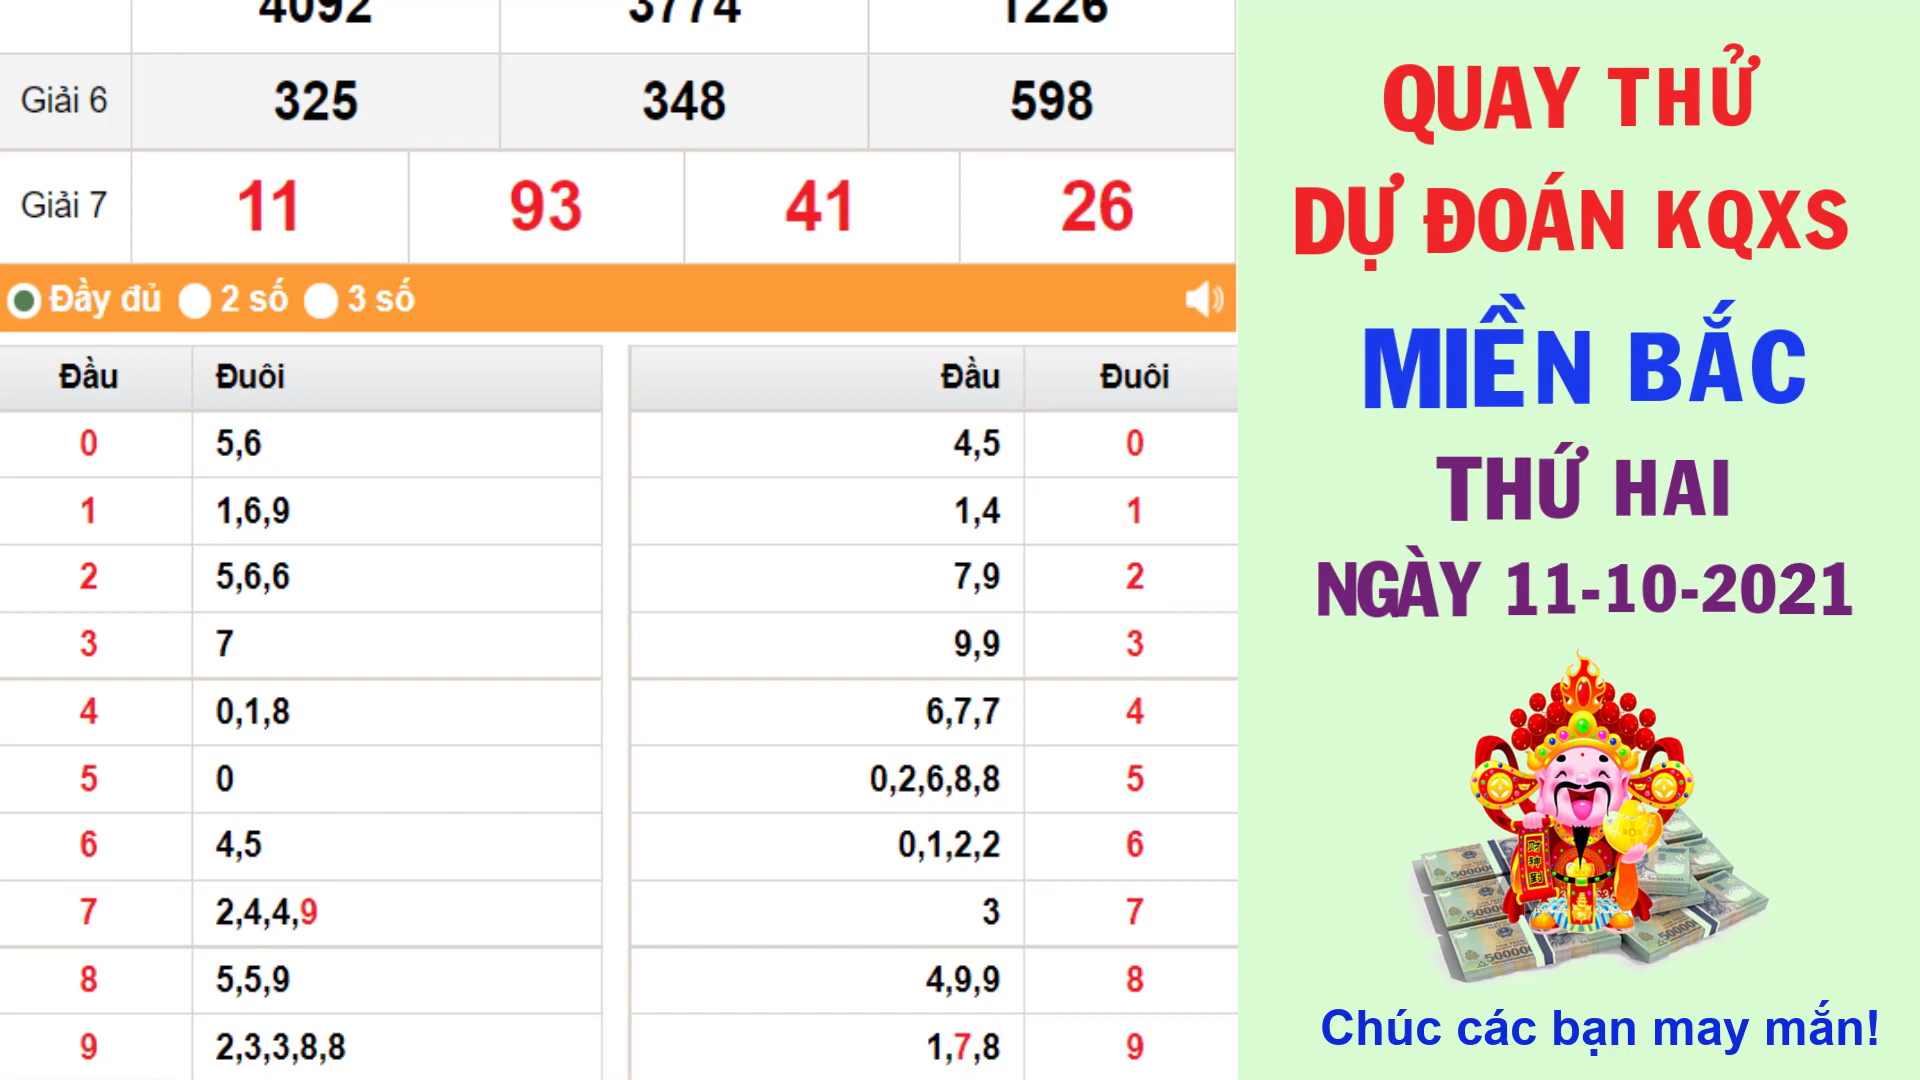 4092 3774 1226
Giải 6 325 348 598
Giải 7 11 93 41 26
Đầy đủ 2 số 3 số
Đầu Đuôi Đầu Đuôi
0 5,6 4,5 0
1 1,6,9 1,4 1
2 5,6,6 7,9 2
3 7 9,9 3
4 0,1,8 6,7,7 4
5 0 0,2,6,8,8 5
6 4,5 0,1,2,2 6
7 2,4,4,9 3 7
8 5,5,9 4,9,9 8
9 2,3,3,8,8 1,7,8 9
QUAY THỬ
DỰ ĐOÁN KQXS
MIỀN BẮC
THỨ HAI
NGÀY 11-10-2021
Chúc các bạn may mắn!